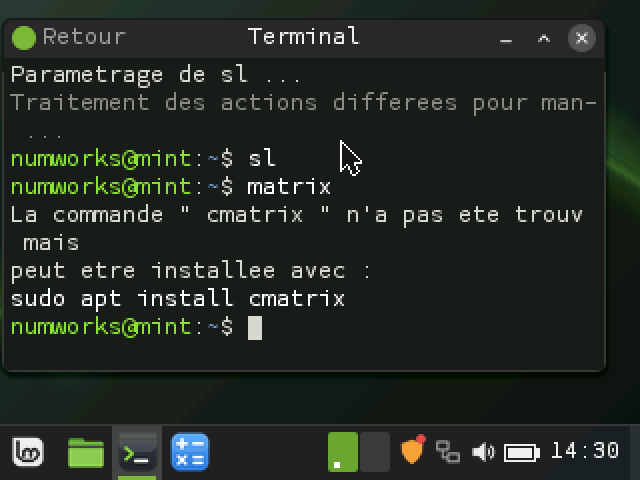 Retour
Terminal
Parametrage de sl ...
Traitement des actions differees pour man-
...
numworks@mint:~$ sl
numworks@mint:~$ matrix
La commande " cmatrix " n'a pas ete trouv
mais
peut etre installee avec :
sudo apt install cmatrix
numworks@mint:~$
14:30